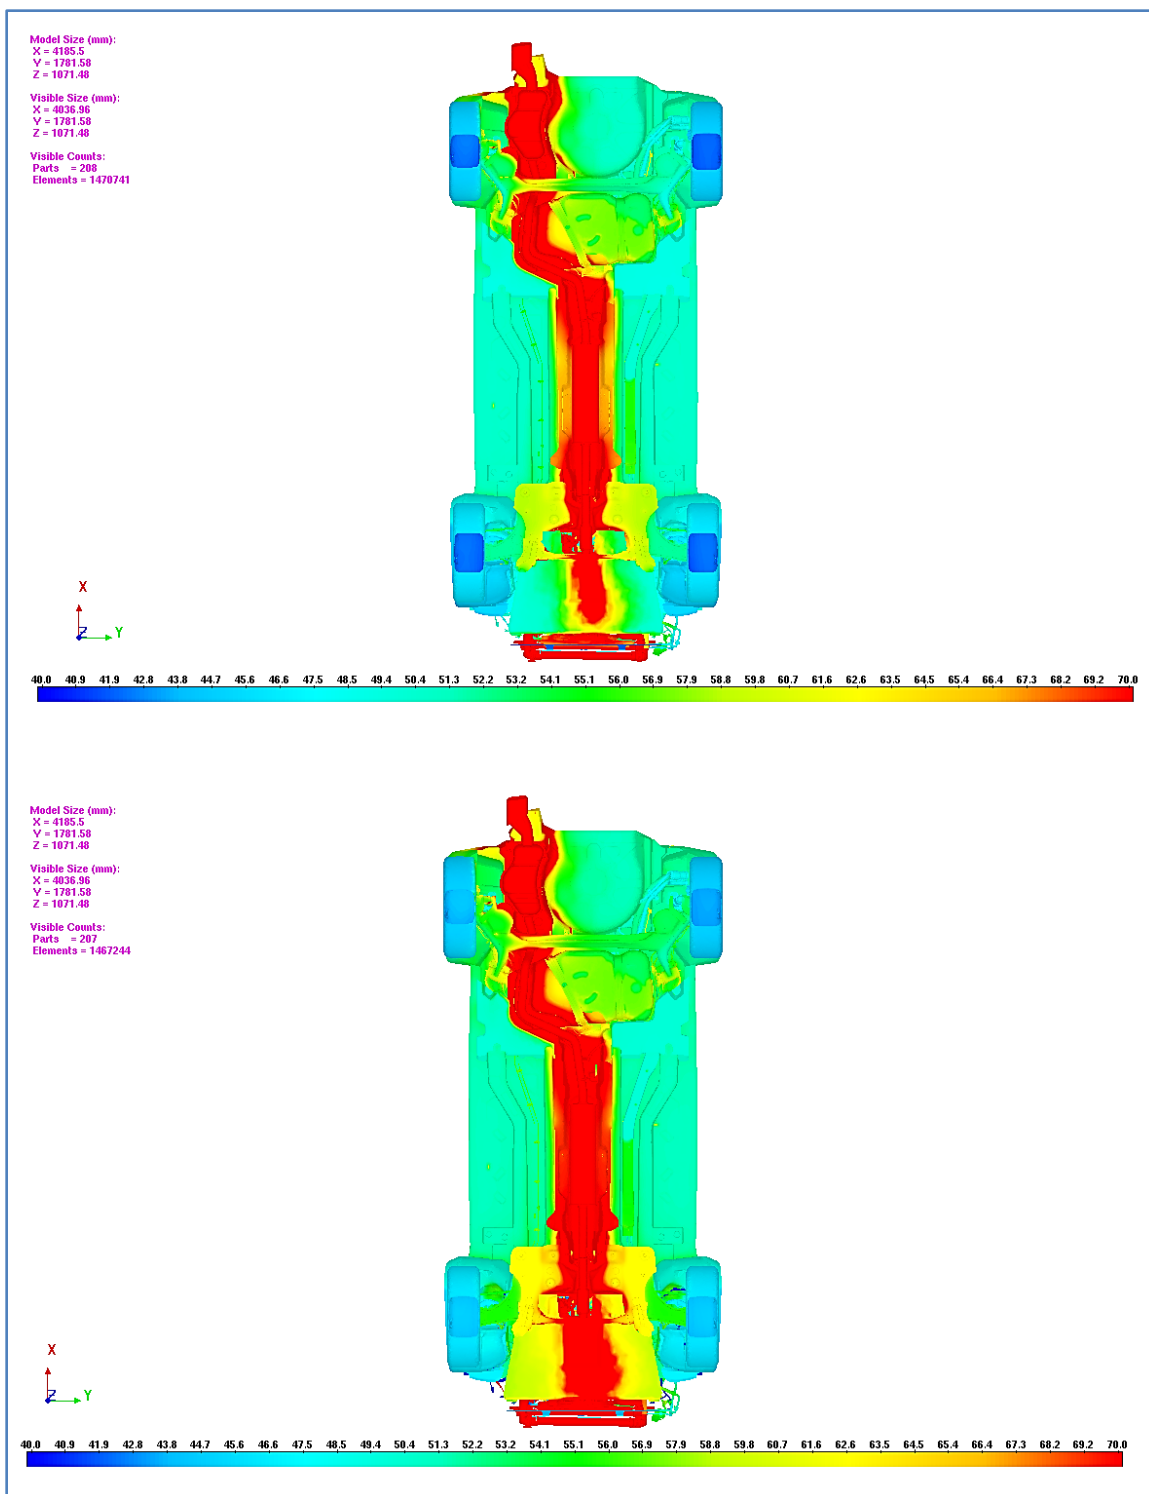 Model Size (mm):
X = 4185.5
Y = 1781.58
Z = 1071.48
Visible Size (mm):
X = 4036.96
Y = 1781.58
Z = 1071.48
Visible Counts:
Parts = 208
Elements = 1470741
X
Z Y
40.0 40.9 41.9 42.8 43.8 44.7 45.6 46.6 47.5 48.5 49.4 50.4 51.3 52.2 53.2 54.1 55.1 56.0 56.9 57.9 58.8 59.8 60.7 61.6 62.6 63.5 64.5 65.4 66.4 67.3 68.2 69.2 70.0
Model Size (mm):
X = 4185.5
Y = 1781.58
Z = 1071.48
Visible Size (mm):
X = 4036.96
Y = 1781.58
Z = 1071.48
Visible Counts:
Parts = 207
Elements = 1467244
X
Z Y
40.0 40.9 41.9 42.8 43.8 44.7 45.6 46.6 47.5 48.5 49.4 50.4 51.3 52.2 53.2 54.1 55.1 56.0 56.9 57.9 58.8 59.8 60.7 61.6 62.6 63.5 64.5 65.4 66.4 67.3 68.2 69.2 70.0